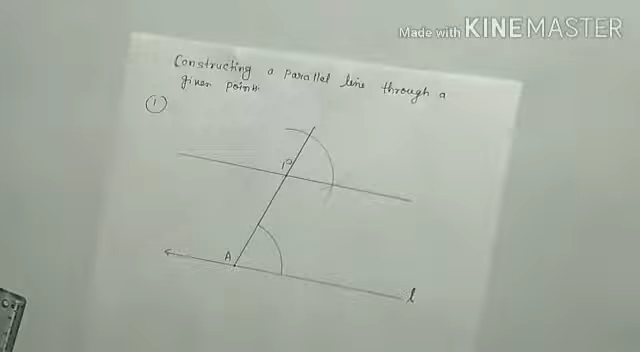 Made with KINEMASTER
Constructing a parallel line through a
given point.
1
P
A
l